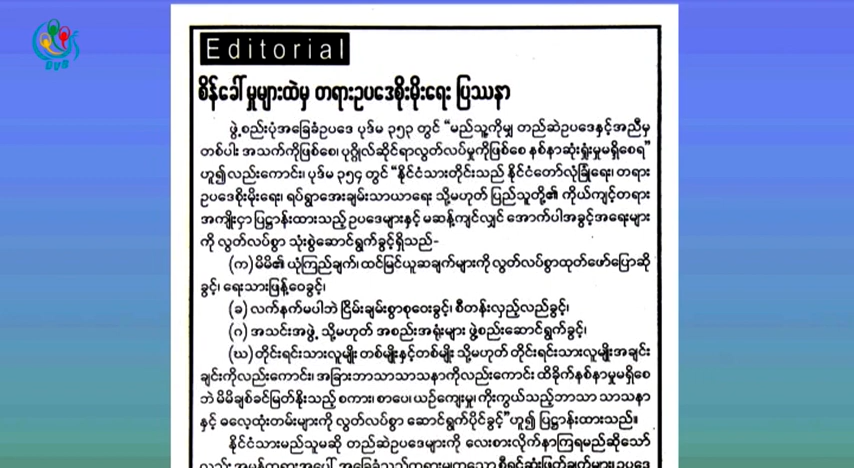 DVB
Editorial
စိန်ခေါ်မှုများထဲမှ တရားဥပဒေစိုးမိုးရေး ပြဿနာ
ဖွဲ့စည်းပုံအခြေခံဥပဒေ ပုဒ်မ ၃၅၃ တွင် “မည်သူ့ကိုမျှ တည်ဆဲဥပဒေနှင့်အညီမှ
တစ်ပါး အသက်ကိုဖြစ်စေ၊ ပုဂ္ဂိုလ်ဆိုင်ရာလွတ်လပ်မှုကိုဖြစ်စေ နစ်နာဆုံးရှုံးမှုမရှိစေရ”
ဟူ၍လည်းကောင်း၊ ပုဒ်မ ၃၅၄ တွင် “နိုင်ငံသားတိုင်းသည် နိုင်ငံတော်လုံခြုံရေး၊ တရား
ဥပဒေစိုးမိုးရေး၊ ရပ်ရွာအေးချမ်းသာယာရေး သို့မဟုတ် ပြည်သူတို့၏ ကိုယ်ကျင့်တရား
အကျိုးငှာ ပြဋ္ဌာန်းထားသည့် ဥပဒေများနှင့် မဆန့်ကျင်လျှင် အောက်ပါအခွင့်အရေးများ
ကို လွတ်လပ်စွာ သုံးစွဲဆောင်ရွက်ခွင့်ရှိသည်-
(က) မိမိ၏ ယုံကြည်ချက်၊ ထင်မြင်ယူဆချက်များကို လွတ်လပ်စွာထုတ်ဖော်ပြောဆို
ခွင့်၊ ရေးသားဖြန့်ဝေခွင့်၊
(ခ) လက်နက်မပါဘဲ ငြိမ်းချမ်းစွာစုဝေးခွင့်၊ စီတန်းလှည့်လည်ခွင့်၊
(ဂ) အသင်းအဖွဲ့ သို့မဟုတ် အစည်းအရုံးများ ဖွဲ့စည်းဆောင်ရွက်ခွင့်၊
(ဃ) တိုင်းရင်းသားလူမျိုး တစ်မျိုးနှင့်တစ်မျိုး သို့မဟုတ် တိုင်းရင်းသားလူမျိုးအချင်း
ချင်းကိုလည်းကောင်း၊ အခြားဘာသာသာသနာကိုလည်းကောင်း ထိခိုက်နစ်နာမှုမရှိစေ
ဘဲ မိမိချစ်ခင်မြတ်နိုးသည့် စကား၊ စာပေ၊ ယဉ်ကျေးမှု၊ ကိုးကွယ်သည့်ဘာသာ သာသနာ
နှင့် ဓလေ့ထုံးတမ်းများကို လွတ်လပ်စွာ ဆောင်ရွက်ပိုင်ခွင့်”ဟူ၍ ပြဋ္ဌာန်းထားသည်။
နိုင်ငံသားမည်သူမဆို တည်ဆဲဥပဒေများကို လေးစားလိုက်နာကြရမည်ဆိုသော်